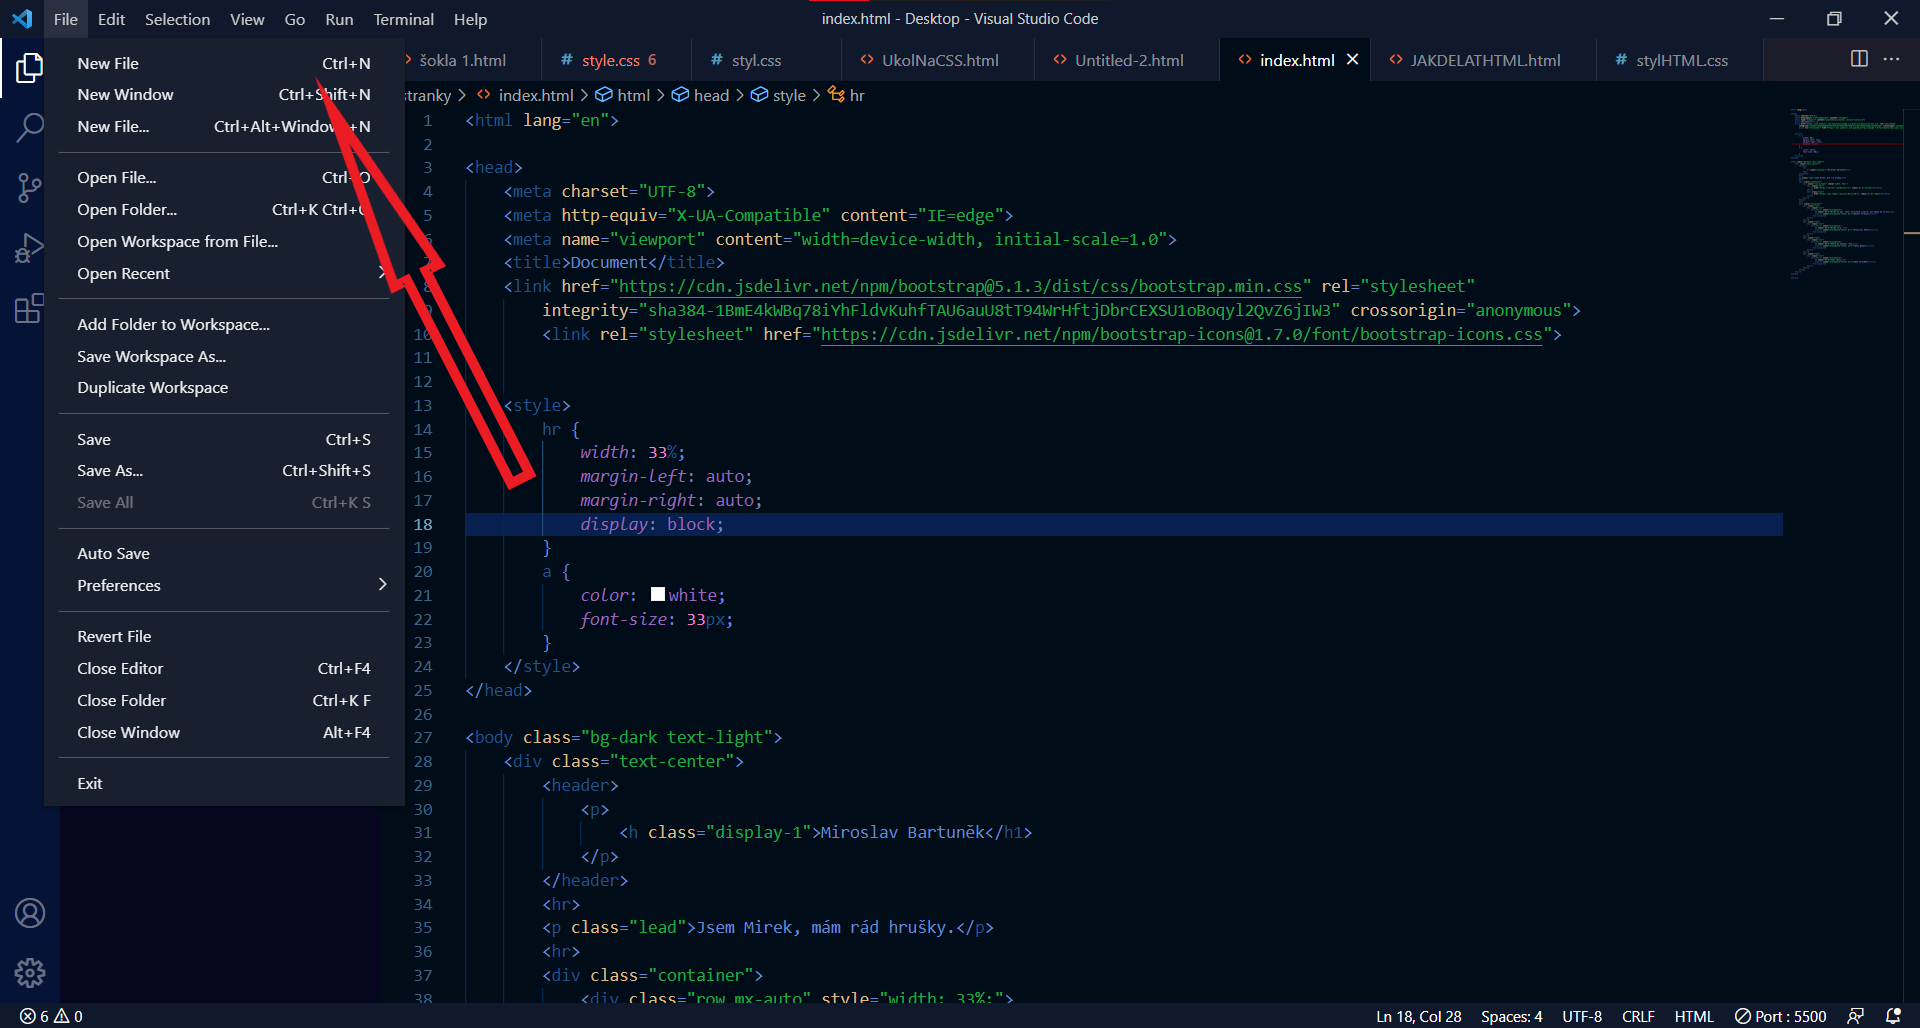 File Edit Selection View Go Run Terminal Help
index.html - Desktop - Visual Studio Code
New File Ctrl+N
New Window Ctrl+Shift+N
New File... Ctrl+Alt+Windows+N
Open File... Ctrl+O
Open Folder... Ctrl+K Ctrl+O
Open Workspace from File...
Open Recent
Add Folder to Workspace...
Save Workspace As...
Duplicate Workspace
Save Ctrl+S
Save As... Ctrl+Shift+S
Save All Ctrl+K S
Auto Save
Preferences
Revert File
Close Editor Ctrl+F4
Close Folder Ctrl+K F
Close Window Alt+F4
Exit
šokla 1.html # style.css 6 # styl.css <> UkolNaCSS.html <> Untitled-2.html <> index.html <> JAKDELATHTML.html # stylHTML.css
stranky > <> index.html > html > head > style > hr
1 <html lang="en">
2
3 <head>
4 <meta charset="UTF-8">
5 <meta http-equiv="X-UA-Compatible" content="IE=edge">
6 <meta name="viewport" content="width=device-width, initial-scale=1.0">
7 <title>Document</title>
8 <link href="https://cdn.jsdelivr.net/npm/bootstrap@5.1.3/dist/css/bootstrap.min.css" rel="stylesheet"
9 integrity="sha384-1BmE4kWBq78iYhFldvKuhfTAU6auU8tT94WrHftjDbrCEXSU1oBoqyl2QvZ6jIW3" crossorigin="anonymous">
10 <link rel="stylesheet" href="https://cdn.jsdelivr.net/npm/bootstrap-icons@1.7.0/font/bootstrap-icons.css">
11
12
13 <style>
14 hr {
15 width: 33%;
16 margin-left: auto;
17 margin-right: auto;
18 display: block;
19 }
20 a {
21 color: white;
22 font-size: 33px;
23 }
24 </style>
25 </head>
26
27 <body class="bg-dark text-light">
28 <div class="text-center">
29 <header>
30 <p>
31 <h class="display-1">Miroslav Bartuněk</h1>
32 </p>
33 </header>
34 <hr>
35 <p class="lead">Jsem Mirek, mám rád hrušky.</p>
36 <hr>
37 <div class="container">
38 <div class="row mx-auto" style="width: 33%;">
6 0
Ln 18, Col 28 Spaces: 4 UTF-8 CRLF HTML Port : 5500